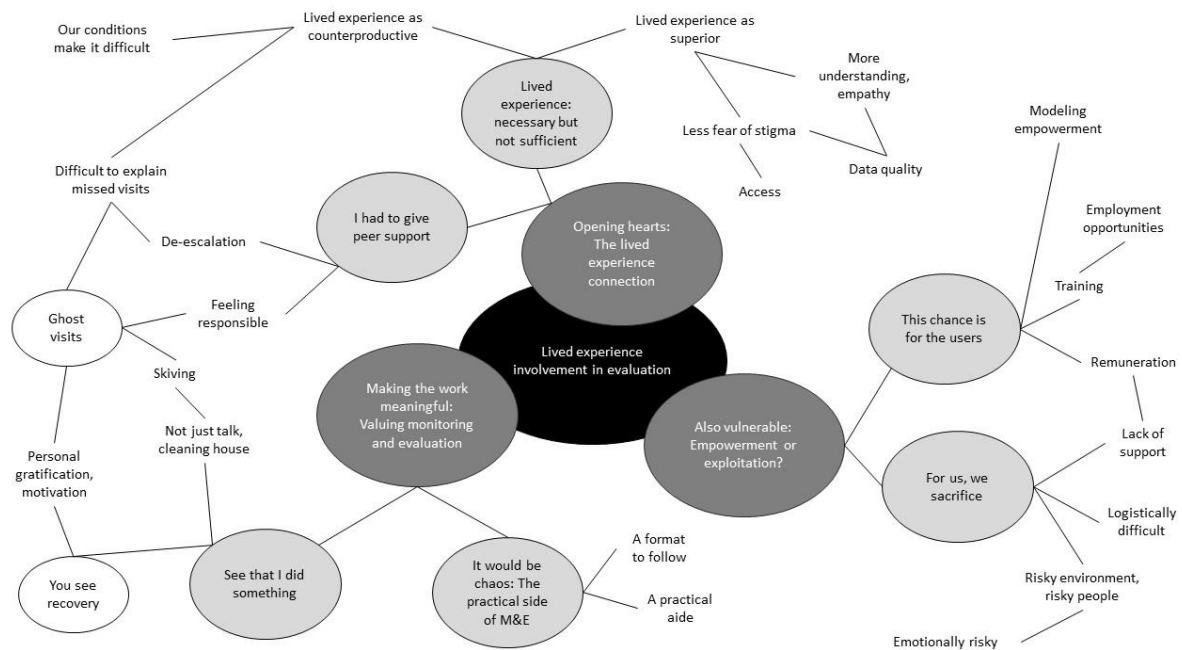 Our conditions
make it difficult
Lived experience as
counterproductive
Lived experience as
superior
More
understanding,
empathy
Lived
experience:
necessary but
not sufficient
Less fear of stigma
Data quality
Access
Modeling
empowerment
Difficult to explain
missed visits
I had to give
peer support
De-escalation
Opening hearts:
The lived
experience
connection
Employment
opportunities
Training
Ghost
visits
Feeling
responsible
This chance is
for the users
Lived experience
involvement in evaluation
Remuneration
Skiving
Making the work
meaningful:
Valuing monitoring
and evaluation
Not just talk,
cleaning house
Also vulnerable:
Empowerment or
exploitation?
Lack of
support
Personal
gratification,
motivation
For us, we
sacrifice
Logistically
difficult
You see
recovery
See that I did
something
It would be
chaos: The
practical side
of M&E
A format
to follow
A practical
aide
Risky environment,
risky people
Emotionally risky